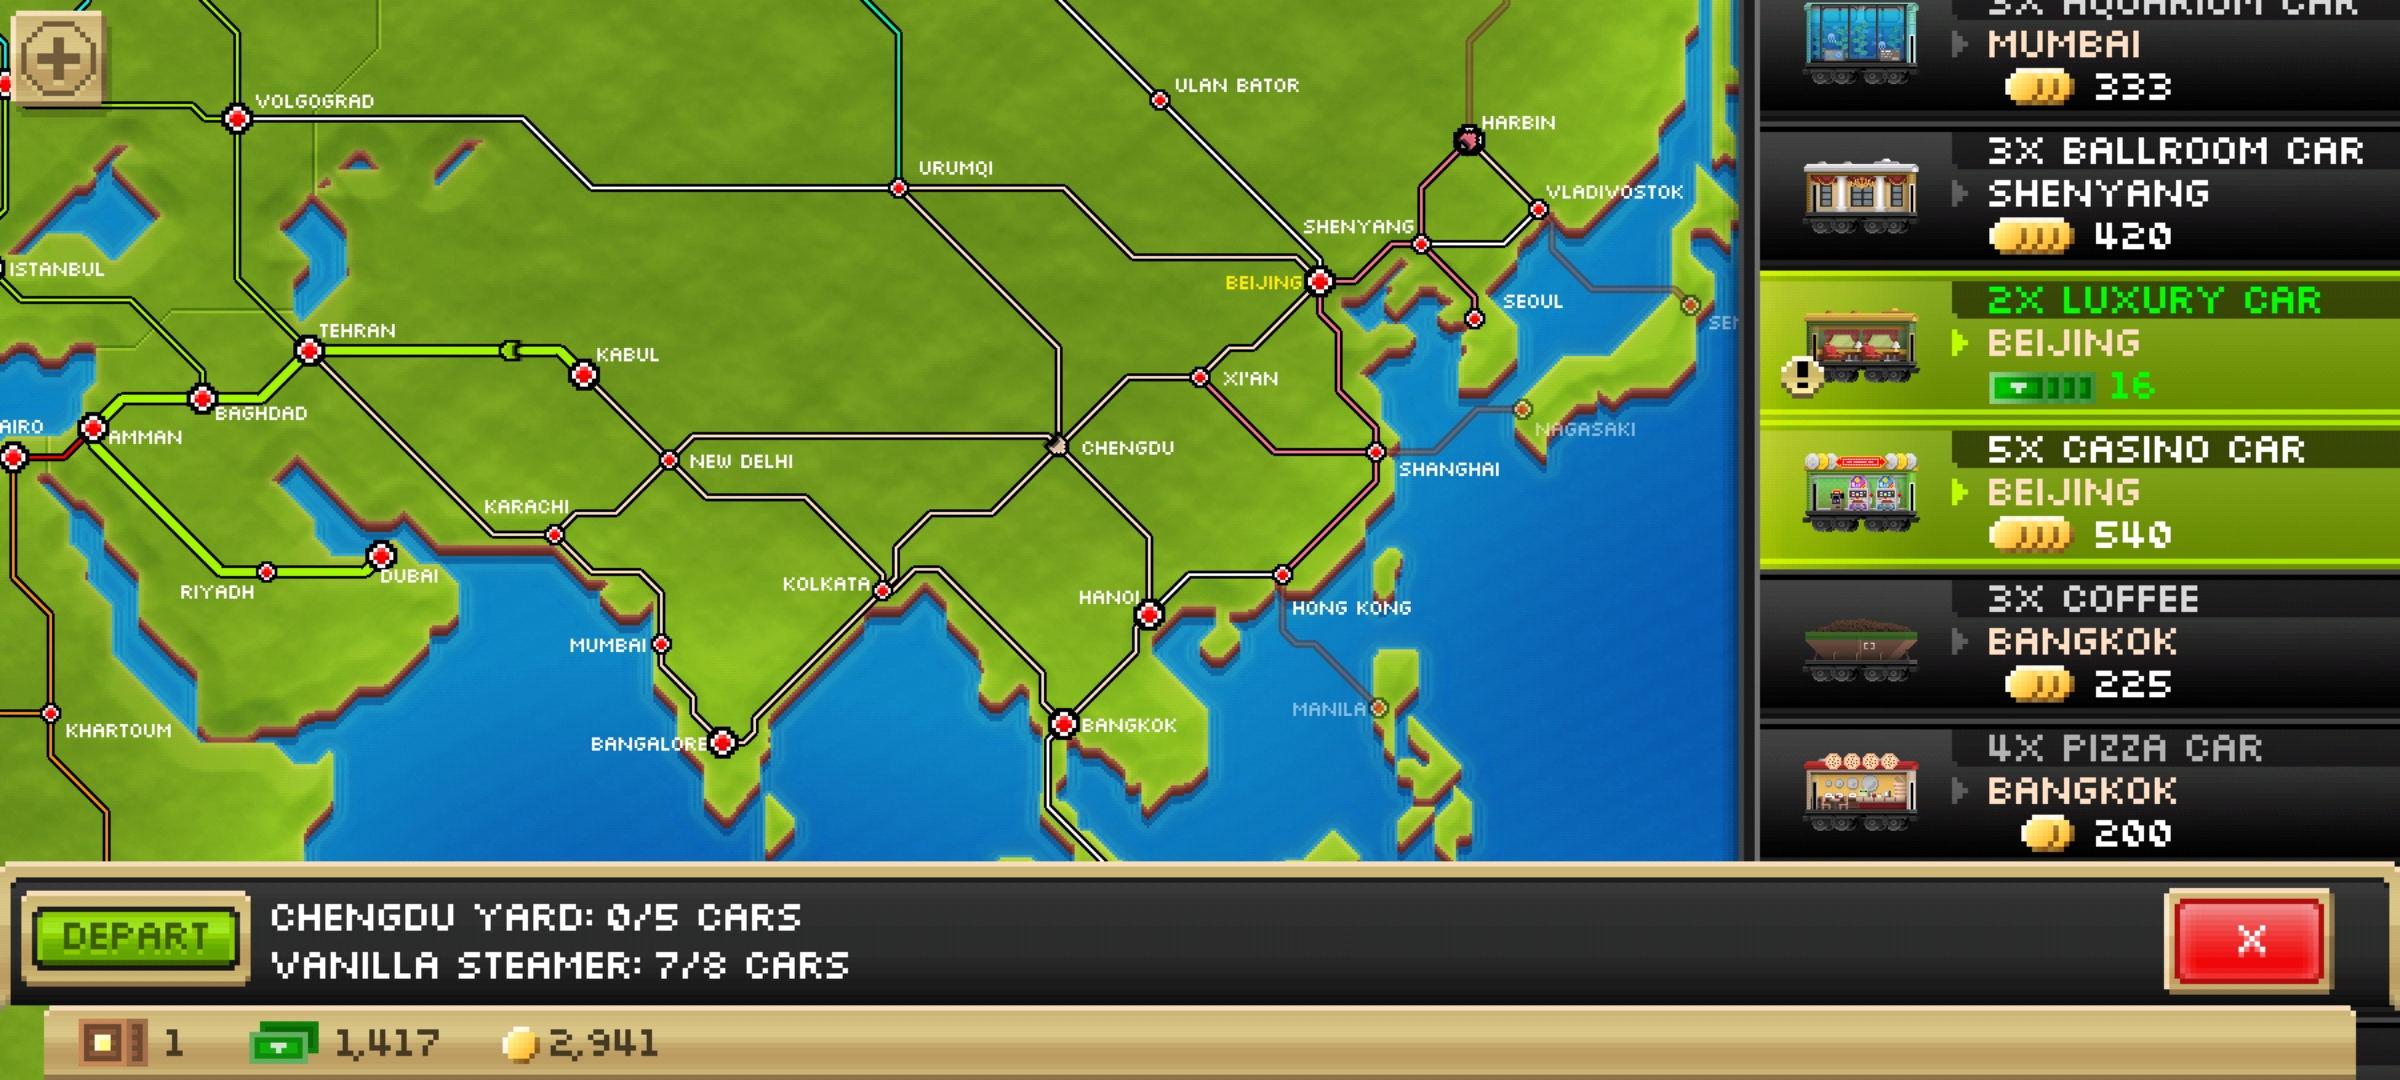 VOLGOGRAD
ULAN BATOR
HARBIN
URUMQI
VLADIVOSTOK
SHENYANG
ISTANBUL
BEIJING
SEOUL
TEHRAN
KABUL
XI'AN
BAGHDAD
AIRO
AMMAN
NAGASAKI
CHENGDU
NEW DELHI
SHANGHAI
KARACHI
DUBAI
RIYADH
KOLKATA
HANOI
HONG KONG
MUMBAI
MANILA
KHARTOUM
BANGALORE
BANGKOK
3X AQUARIUM CAR
MUMBAI
333
3X BALLROOM CAR
SHENYANG
420
2X LUXURY CAR
BEIJING
16
5X CASINO CAR
BEIJING
540
3X COFFEE
BANGKOK
225
4X PIZZA CAR
BANGKOK
200
DEPART
CHENGDU YARD: 0/5 CARS
VANILLA STEAMER: 7/8 CARS
X
1
1,417
2,941